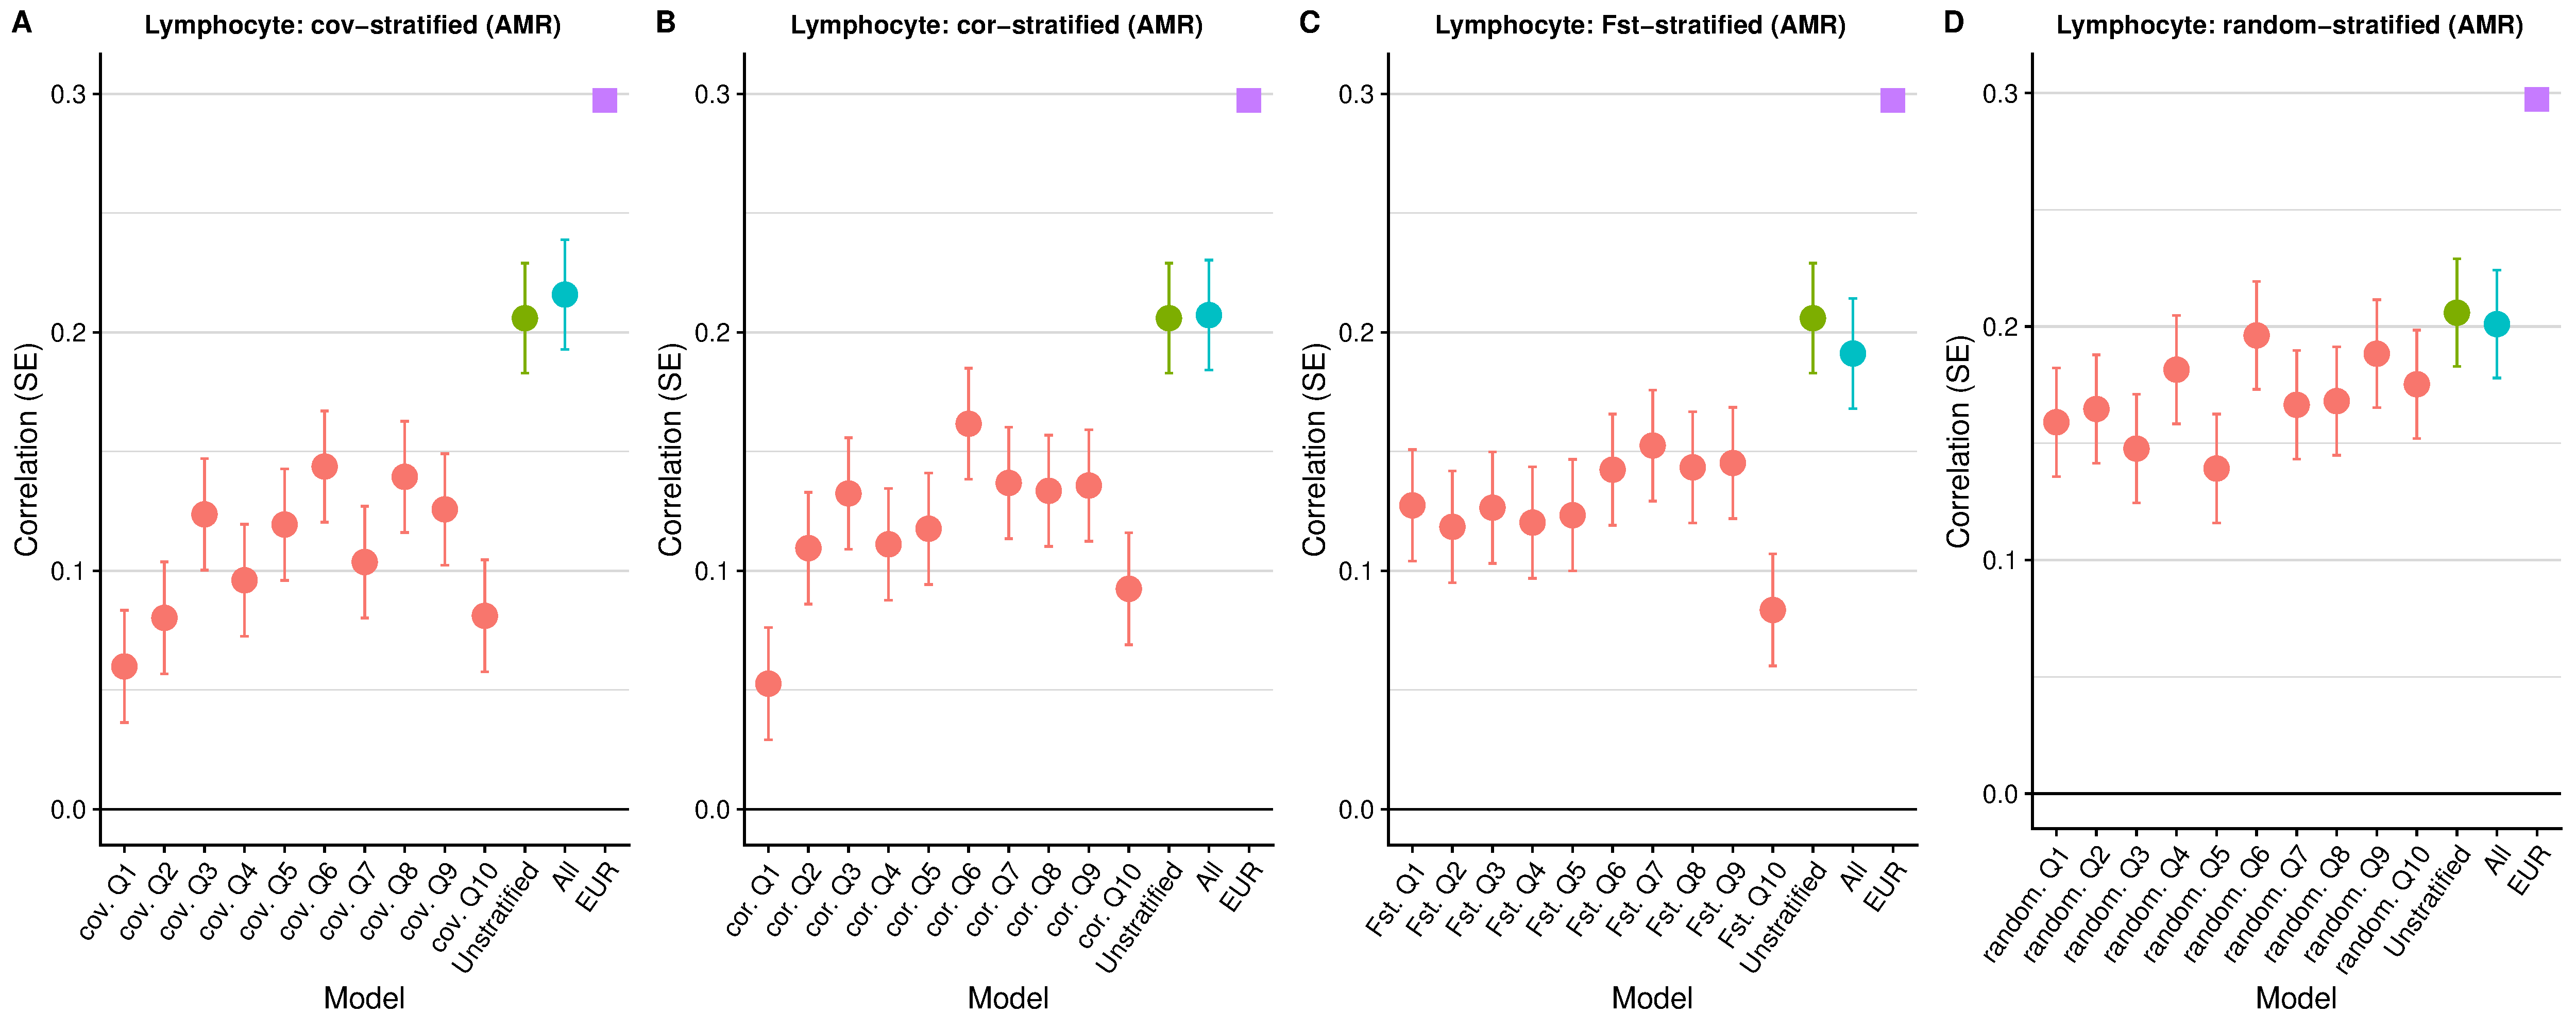 A
Lymphocyte: cov−stratified (AMR)
0.3
0.2
0.1
0.0
Correlation (SE)
cov. Q1
cov. Q2
cov. Q3
cov. Q4
cov. Q5
cov. Q6
cov. Q7
cov. Q8
cov. Q9
cov. Q10
Unstratified
All
EUR
Model
B
Lymphocyte: cor−stratified (AMR)
0.3
0.2
0.1
0.0
Correlation (SE)
cor. Q1
cor. Q2
cor. Q3
cor. Q4
cor. Q5
cor. Q6
cor. Q7
cor. Q8
cor. Q9
cor. Q10
Unstratified
All
EUR
Model
C
Lymphocyte: Fst−stratified (AMR)
0.3
0.2
0.1
0.0
Correlation (SE)
Fst. Q1
Fst. Q2
Fst. Q3
Fst. Q4
Fst. Q5
Fst. Q6
Fst. Q7
Fst. Q8
Fst. Q9
Fst. Q10
Unstratified
All
EUR
Model
D
Lymphocyte: random−stratified (AMR)
0.3
0.2
0.1
0.0
Correlation (SE)
random. Q1
random. Q2
random. Q3
random. Q4
random. Q5
random. Q6
random. Q7
random. Q8
random. Q9
random. Q10
Unstratified
All
EUR
Model